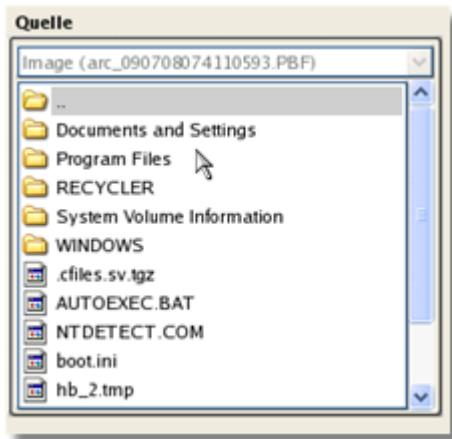 Quelle
Image (arc_090708074110593.PBF)
..
Documents and Settings
Program Files
RECYCLER
System Volume Information
WINDOWS
.cfiles.sv.tgz
AUTOEXEC.BAT
NTDETECT.COM
boot.ini
hb_2.tmp